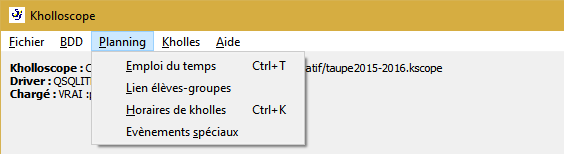 Kholloscope
Fichier BDD Planning Kholles Aide
Kholloscope : atif/taupe2015-2016.kscope
Driver : QSQLIT
Chargé : VRAI :p
Emploi du temps Ctrl+T
Lien élèves-groupes
Horaires de kholles Ctrl+K
Evènements spéciaux